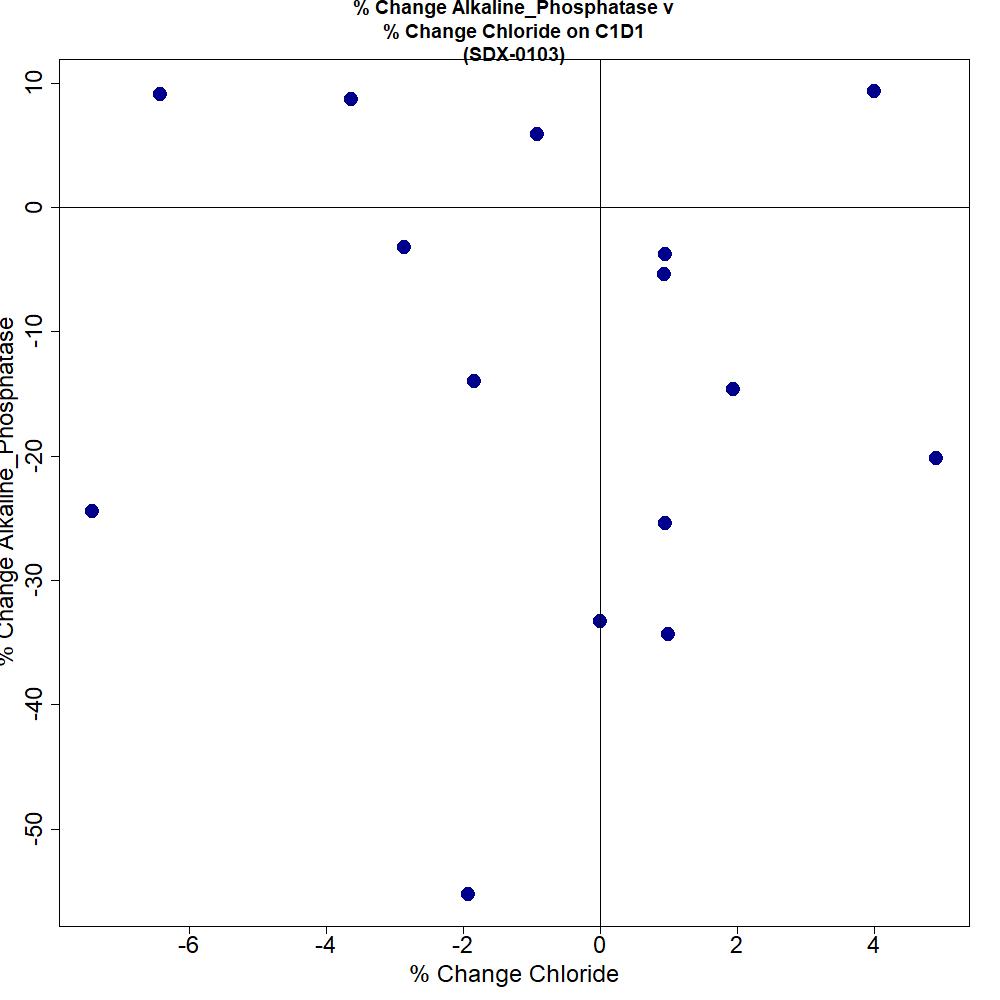 % Change Alkaline_Phosphatase v
% Change Chloride on C1D1
(SDX-0103)
% Change Alkaline_Phosphatase
10
0
-10
-20
-30
-40
-50
-6
-4
-2
0
2
4
% Change Chloride